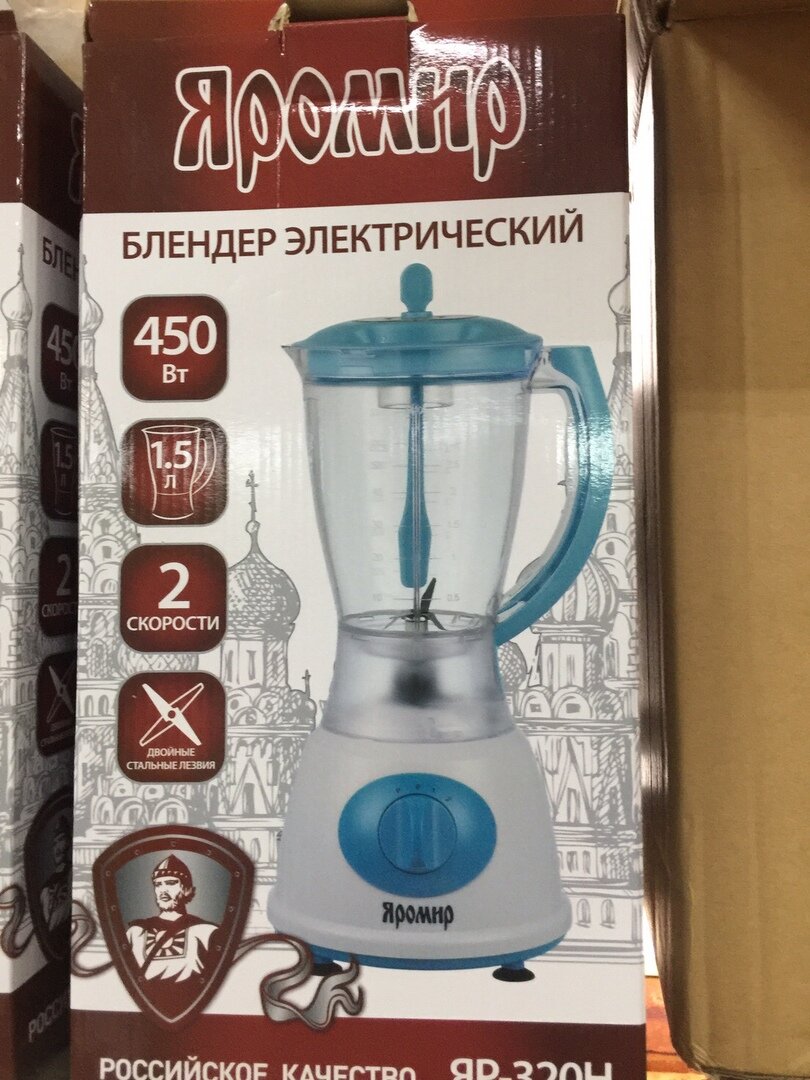 Яромир
БЛЕНДЕР ЭЛЕКТРИЧЕСКИЙ
450
Вт
1.5
Л
2
СКОРОСТИ
ДВОЙНЫЕ
СТАЛЬНЫЕ ЛЕЗВИЯ
Яромир
РОССИЙСКОЕ КАЧЕСТВО ЯР-320Н